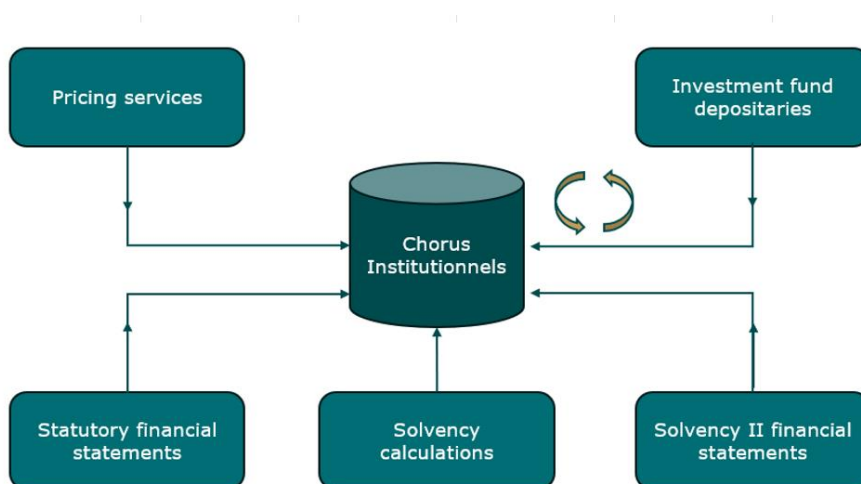 Pricing services
Investment fund
depositaries
Chorus
Institutionnels
Statutory financial
statements
Solvency
calculations
Solvency II financial
statements